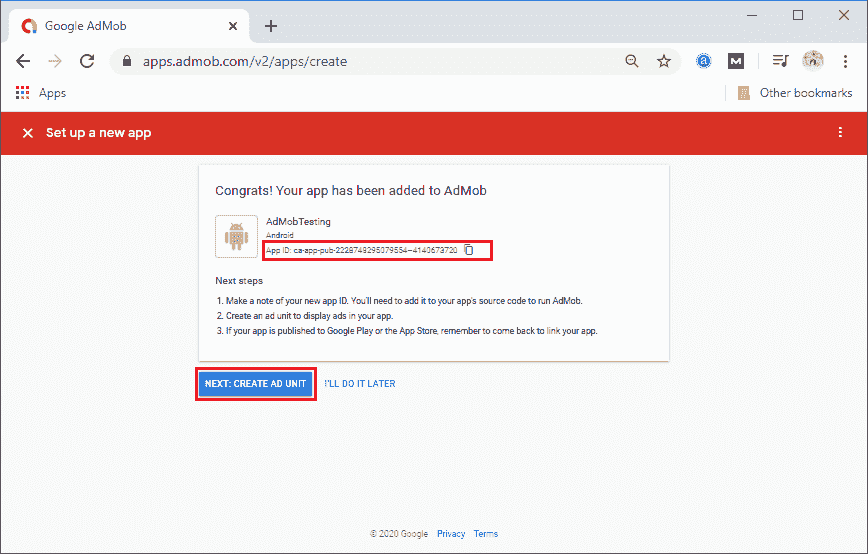 Google AdMob
apps.admob.com/v2/apps/create
Apps
Other bookmarks
Set up a new app
Congrats! Your app has been added to AdMob
AdMobTesting
Android
App ID: ca-app-pub-2228743295079554~4140673720
Next steps
1. Make a note of your new app ID. You'll need to add it to your app's source code to run AdMob.
2. Create an ad unit to display ads in your app.
3. If your app is published to Google Play or the App Store, remember to come back to link your app.
NEXT: CREATE AD UNIT I'LL DO IT LATER
© 2020 Google Privacy Terms